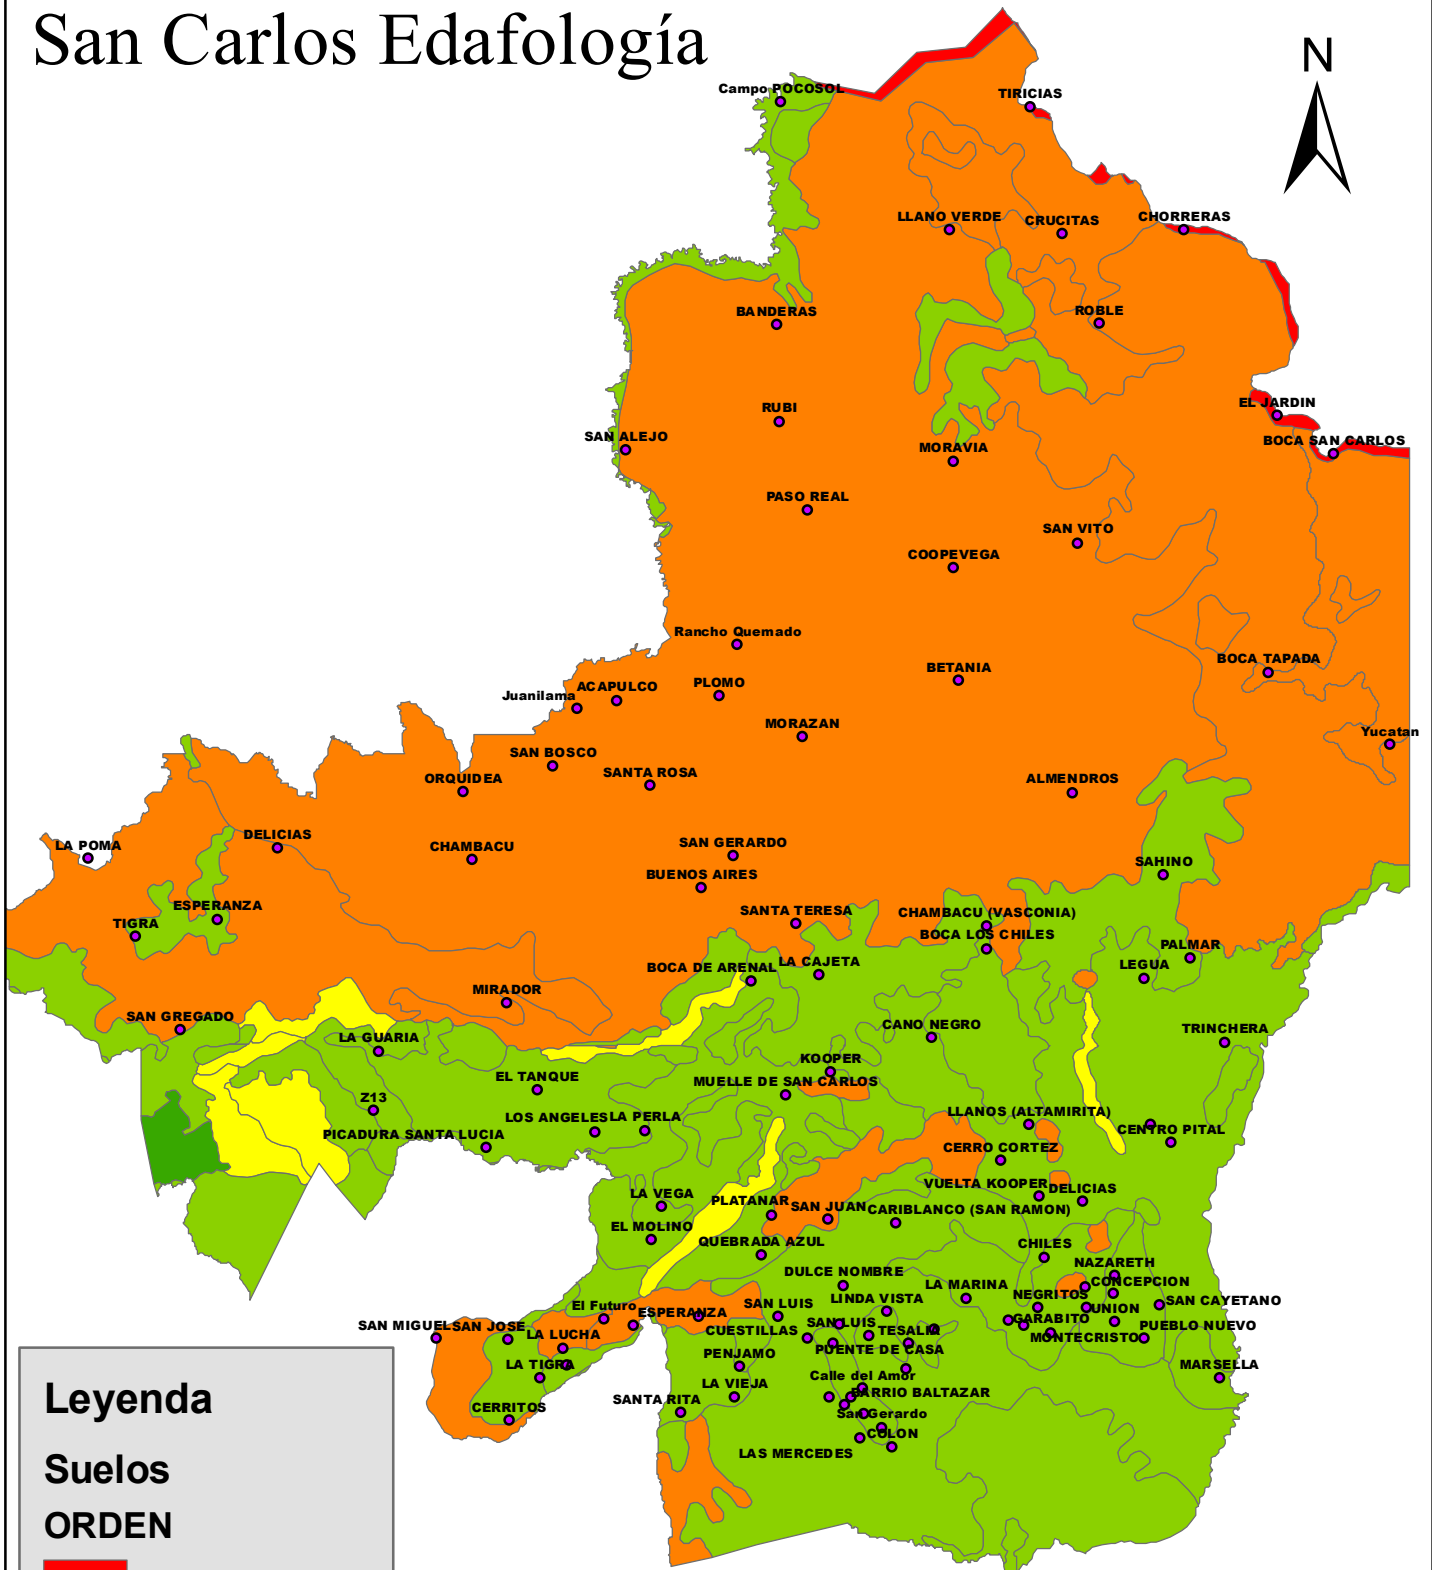 San Carlos Edafología
N
Campo POCOSOL
TIRICIAS
LLANO VERDE
CRUCITAS
CHORRERAS
BANDERAS
ROBLE
RUBI
EL JARDIN
SAN ALEJO
MORAVIA
BOCA SAN CARLOS
PASO REAL
SAN VITO
COOPEVEGA
Rancho Quemado
BETANIA
BOCA TAPADA
Juanilama
ACAPULCO
PLOMO
MORAZAN
Yucatan
SAN BOSCO
ORQUIDEA
SANTA ROSA
ALMENDROS
LA POMA
DELICIAS
CHAMBACU
SAN GERARDO
SAHINO
BUENOS AIRES
ESPERANZA
TIGRA
SANTA TERESA
CHAMBACU (VASCONIA)
BOCA LOS CHILES
PALMAR
LEGUA
BOCA DE ARENAL
LA CAJETA
MIRADOR
SAN GREGADO
LA GUARIA
CANO NEGRO
TRINCHERA
KOOPER
EL TANQUE
MUELLE DE SAN CARLOS
Z13
LOS ANGELES
LA PERLA
LLANOS (ALTAMIRITA)
CENTRO PITAL
PICADURA SANTA LUCIA
CERRO CORTEZ
VUELTA KOOPER
DELICIAS
LA VEGA
PLATANAR
SAN JUAN
CARIBLANCO (SAN RAMON)
EL MOLINO
QUEBRADA AZUL
CHILES
NAZARETH
DULCE NOMBRE
LA MARINA
CONCEPCION
NEGRITOS
SAN CAYETANO
El Futuro
ESPERANZA
SAN LUIS
LINDA VISTA
UNION
SAN MIGUEL
SAN JOSE
LA LUCHA
CUESTILLAS
SAN LUIS
TESALIA
GARABITO
MONTECRISTO
PUEBLO NUEVO
PENJAMO
PUENTE DE CASA
LA TIGRA
MARSELLA
Calle del Amor
LA VIEJA
BARRIO BALTAZAR
SANTA RITA
CERRITOS
San Gerardo
COLON
LAS MERCEDES
Leyenda
Suelos
ORDEN